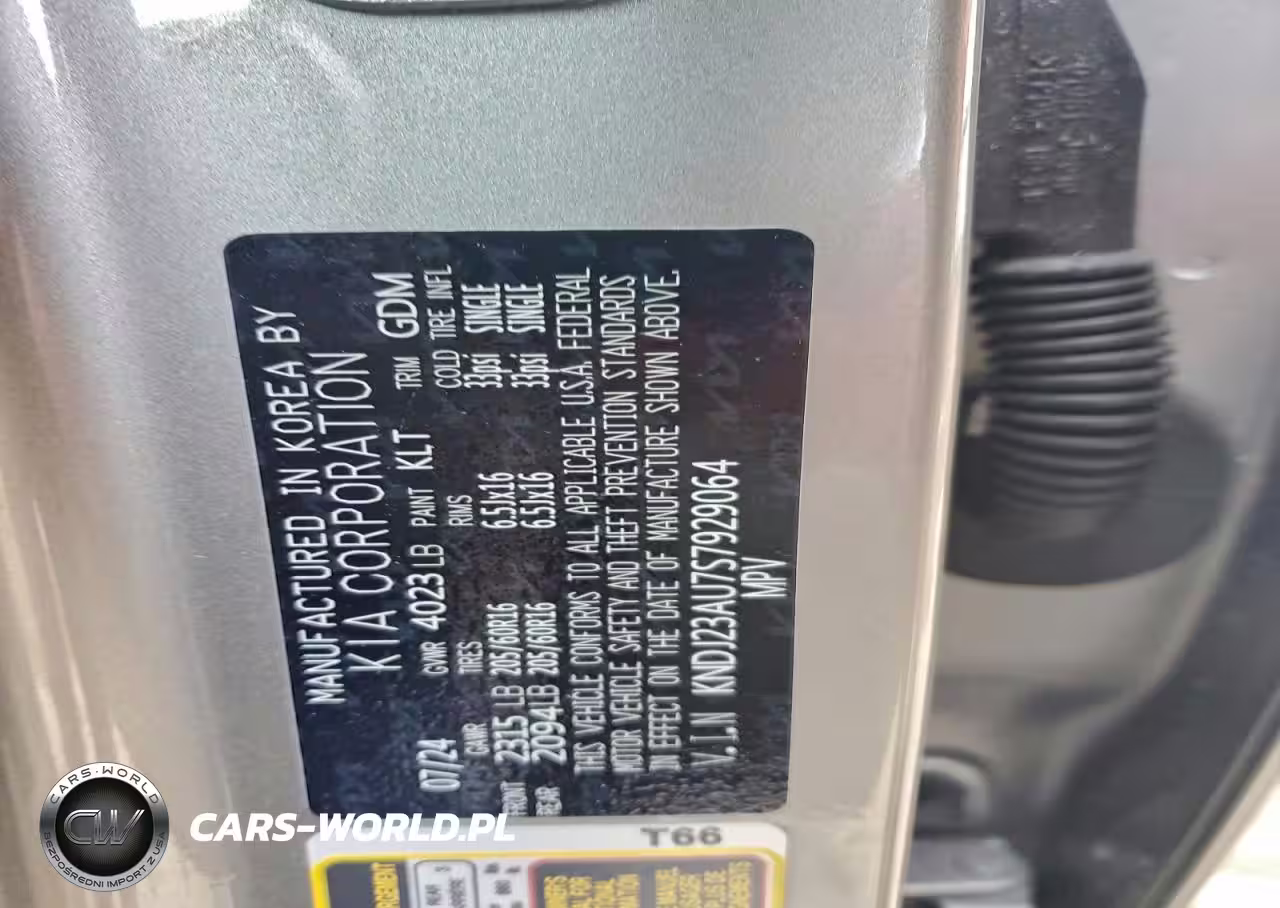 MANUFACTURED IN KOREA BY
KIA CORPORATION
07/24 GVWR 4023 LB PAINT KLT TRIM GDM
GAWR TIRES RIMS COLD TIRE INFL
FRONT 2315 LB 205/60R16 6.5Jx16 33psi SINGLE
REAR 2094LB 205/60R16 6.5Jx16 33psi SINGLE
THIS VEHICLE CONFORMS TO ALL APPLICABLE U.S.A. FEDERAL
MOTOR VEHICLE SAFETY AND THEFT PREVENTION STANDARDS
IN EFFECT ON THE DATE OF MANUFACTURE SHOWN ABOVE.
V.I.N KNDJ23AU7S7929064
MPV
T66
CARS-WORLD
CW
BEZPOŚREDNI IMPORT Z USA
CARS-WORLD.PL